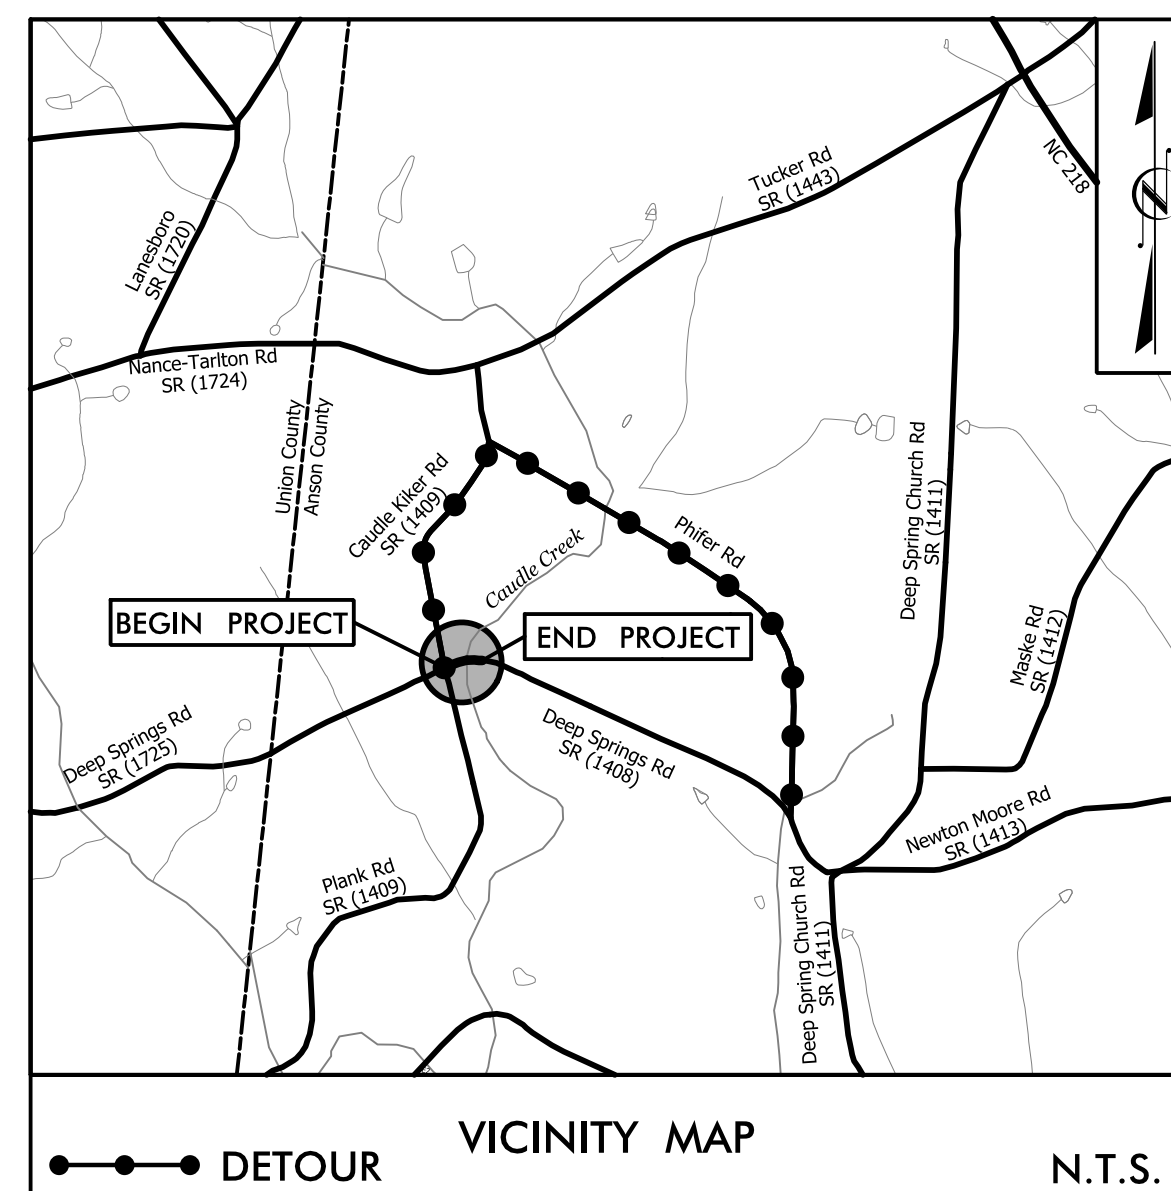 NC 218
Tucker Rd
SR (1443)
Lanesboro
SR (1720)
N
Nance-Tarlton Rd
SR (1724)
Union County
Anson County
Caudle Kiker Rd
SR (1409)
Caudle Creek
Phifer Rd
Deep Spring Church Rd
SR (1411)
Maske Rd
SR (1412)
BEGIN PROJECT
END PROJECT
Deep Springs Rd
SR (1725)
Deep Springs Rd
SR (1408)
Newton Moore Rd
SR (1413)
Plank Rd
SR (1409)
Deep Spring Church Rd
SR (1411)
VICINITY MAP
DETOUR
N.T.S.